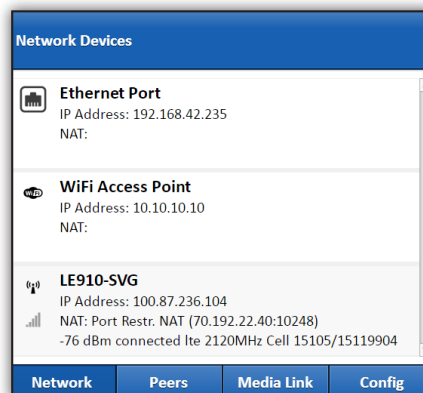 Network Devices
Ethernet Port
IP Address: 192.168.42.235
NAT:
WiFi Access Point
IP Address: 10.10.10.10
NAT:
LE910-SVG
IP Address: 100.87.236.104
NAT: Port Restr. NAT (70.192.22.40:10248)
-76 dBm connected lte 2120MHz Cell 15105/15119904
Network Peers Media Link Config